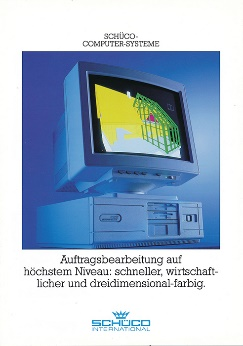 SCHÜCO-
COMPUTER-SYSTEME
Auftragsbearbeitung auf
höchstem Niveau: schneller, wirtschaft-
licher und dreidimensional-farbig.
SCHÜCO
INTERNATIONAL